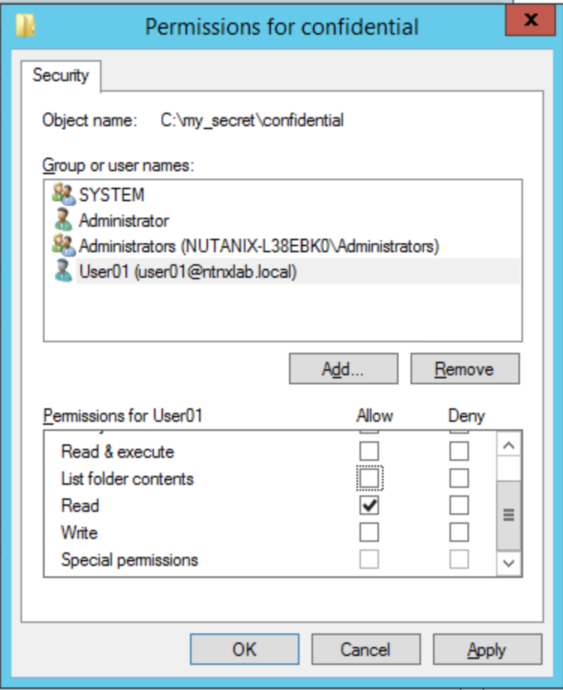 Permissions for confidential
x
Security
Object name: C:\my_secret\confidential
Group or user names:
SYSTEM
Administrator
Administrators (NUTANIX-L38EBK0\Administrators)
User01 (user01@ntnxlab.local)
Add...
Remove
Permissions for User01 Allow Deny
Read & execute
List folder contents
Read
Write
Special permissions
OK Cancel Apply